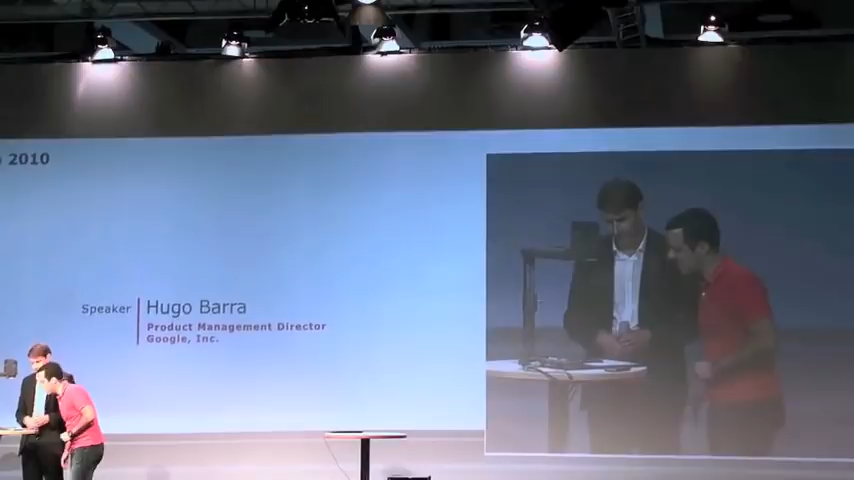 2010
Speaker
Hugo Barra
Product Management Director
Google, Inc.